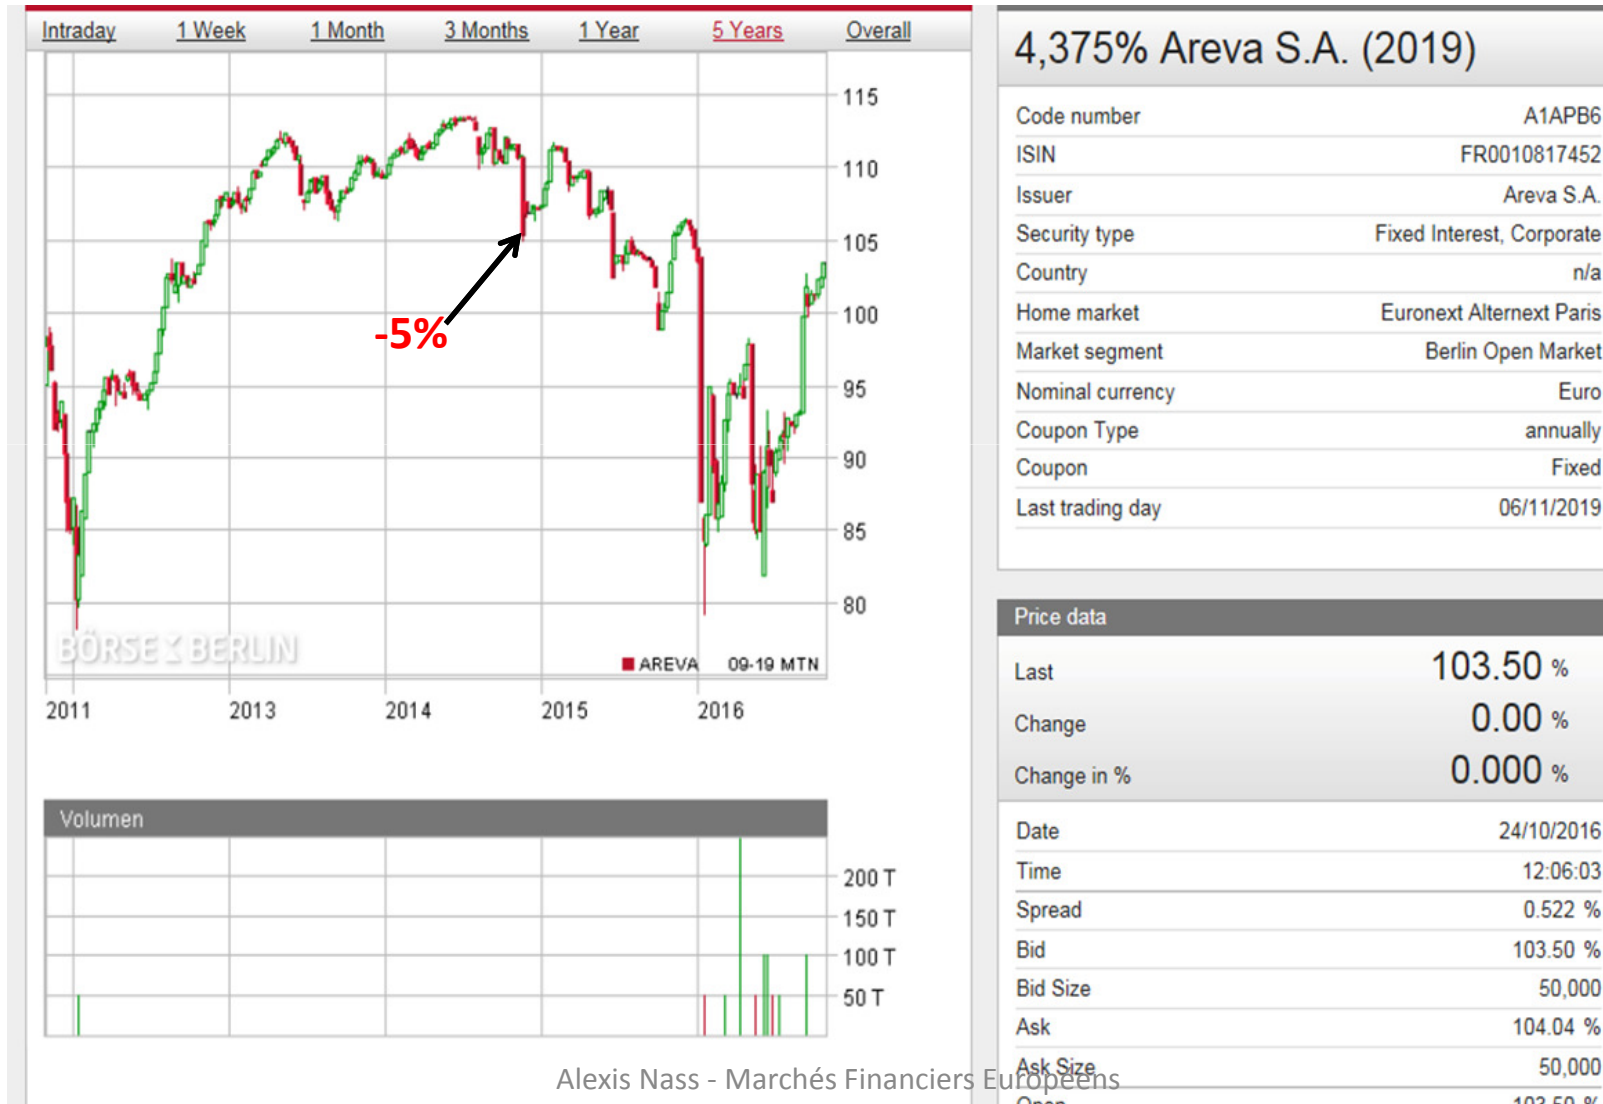 Intraday 1 Week 1 Month 3 Months 1 Year 5 Years Overall
115
110
105
100
95
90
85
80
-5%
BÖRSE BERLIN
AREVA 09-19 MTN
2011 2013 2014 2015 2016
Volumen
200 T
150 T
100 T
50 T
4,375% Areva S.A. (2019)
Code number A1APB6
ISIN FR0010817452
Issuer Areva S.A.
Security type Fixed Interest, Corporate
Country n/a
Home market Euronext Alternext Paris
Market segment Berlin Open Market
Nominal currency Euro
Coupon Type annually
Coupon Fixed
Last trading day 06/11/2019
Price data
Last 103.50 %
Change 0.00 %
Change in % 0.000 %
Date 24/10/2016
Time 12:06:03
Spread 0.522 %
Bid 103.50 %
Bid Size 50,000
Ask 104.04 %
Ask Size 50,000
Open 103.50 %
Alexis Nass - Marchés Financiers Européens